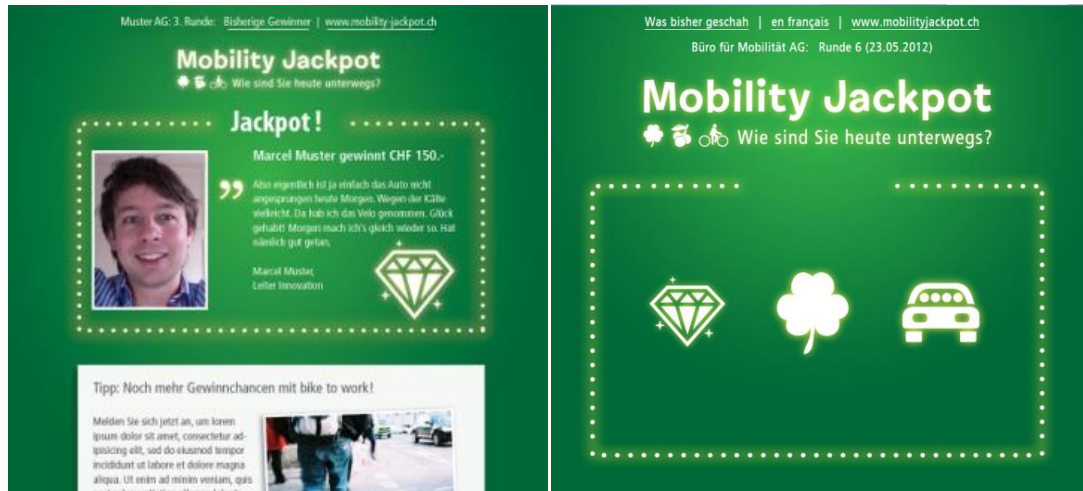 Muster AG: 3. Runde: Bisherige Gewinner | www.mobility-jackpot.ch
Mobility Jackpot
Wie sind Sie heute unterwegs?
Jackpot!
Marcel Muster gewinnt CHF 150.-
Also eigentlich ist ja einfach das Auto nicht
angesprungen heute Morgen. Wegen der Kälte
vielleicht. Da hab ich das Velo genommen. Glück
gehabt! Morgen mach ich's gleich wieder so. Hat
nämlich gut getan.
Marcel Muster,
Leiter Innovation
Tipp: Noch mehr Gewinnchancen mit bike to work!
Melden Sie sich jetzt an, um lorem
ipsum dolor sit amet, consectetur ad-
ipisicing elit, sed do eiusmod tempor
incididunt ut labore et dolore magna
aliqua. Ut enim ad minim veniam, quis
Was bisher geschah | en français | www.mobilityjackpot.ch
Büro für Mobilität AG: Runde 6 (23.05.2012)
Mobility Jackpot
Wie sind Sie heute unterwegs?